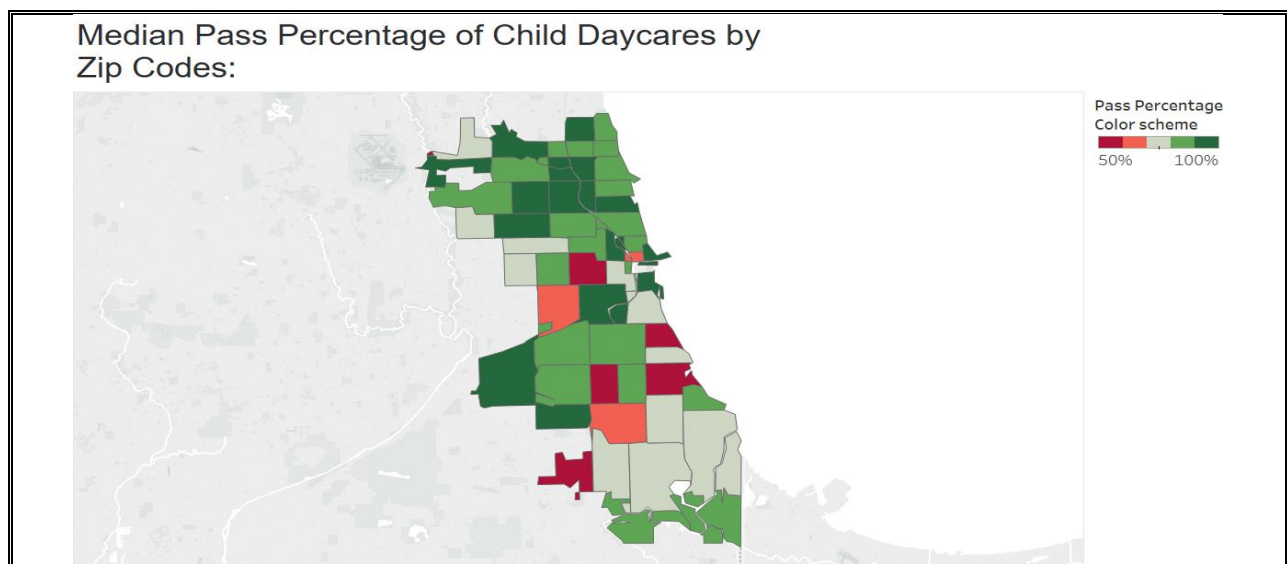 Median Pass Percentage of Child Daycares by
Zip Codes:
Pass Percentage
Color scheme
50% 100%